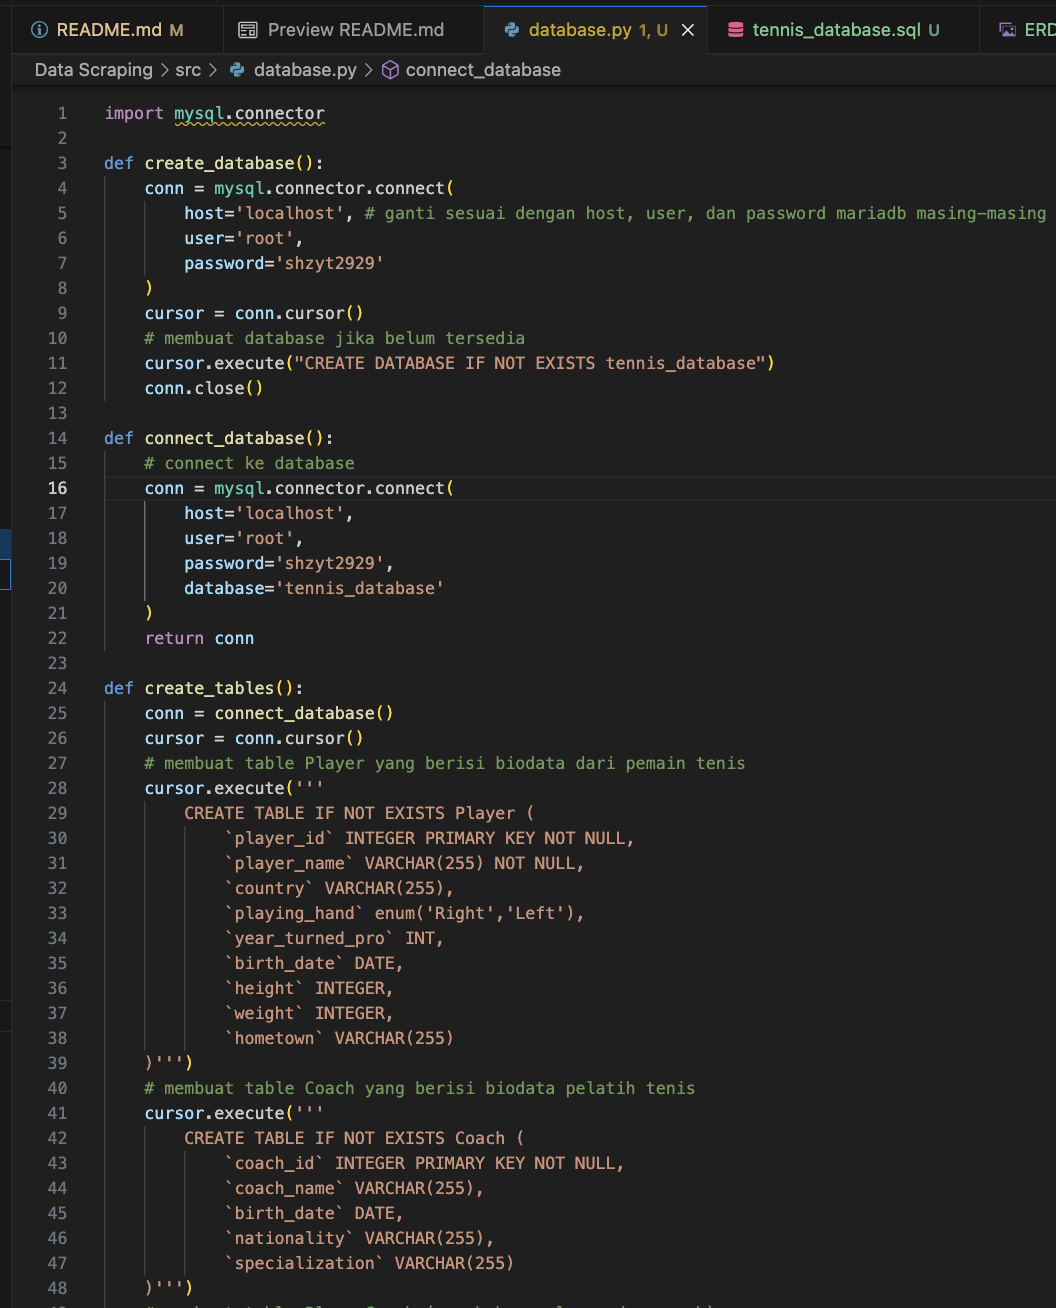 README.md M
Preview README.md
database.py 1, U
tennis_database.sql U
ERD
Data Scraping > src > database.py > connect_database
1 import mysql.connector
2
3 def create_database():
4     conn = mysql.connector.connect(
5         host='localhost', # ganti sesuai dengan host, user, dan password mariadb masing-masing
6         user='root',
7         password='shzyt2929'
8     )
9     cursor = conn.cursor()
10     # membuat database jika belum tersedia
11     cursor.execute("CREATE DATABASE IF NOT EXISTS tennis_database")
12     conn.close()
13
14 def connect_database():
15     # connect ke database
16     conn = mysql.connector.connect(
17         host='localhost',
18         user='root',
19         password='shzyt2929',
20         database='tennis_database'
21     )
22     return conn
23
24 def create_tables():
25     conn = connect_database()
26     cursor = conn.cursor()
27     # membuat table Player yang berisi biodata dari pemain tenis
28     cursor.execute('''
29         CREATE TABLE IF NOT EXISTS Player (
30             `player_id` INTEGER PRIMARY KEY NOT NULL,
31             `player_name` VARCHAR(255) NOT NULL,
32             `country` VARCHAR(255),
33             `playing_hand` enum('Right','Left'),
34             `year_turned_pro` INT,
35             `birth_date` DATE,
36             `height` INTEGER,
37             `weight` INTEGER,
38             `hometown` VARCHAR(255)
39     )''')
40     # membuat table Coach yang berisi biodata pelatih tenis
41     cursor.execute('''
42         CREATE TABLE IF NOT EXISTS Coach (
43             `coach_id` INTEGER PRIMARY KEY NOT NULL,
44             `coach_name` VARCHAR(255),
45             `birth_date` DATE,
46             `nationality` VARCHAR(255),
47             `specialization` VARCHAR(255)
48     )''')